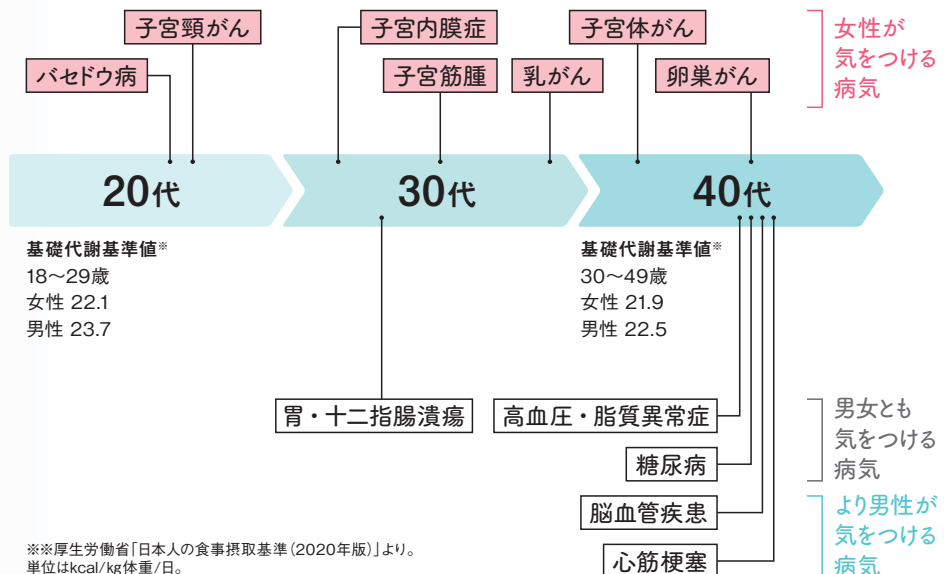 子宮頸がん
子宮内膜症
子宮体がん
バセドウ病
子宮筋腫
乳がん
卵巣がん
女性が
気をつける
病気
20代
30代
40代
基礎代謝基準値※
18〜29歳
女性 22.1
男性 23.7
基礎代謝基準値※
30〜49歳
女性 21.9
男性 22.5
胃・十二指腸潰瘍
高血圧・脂質異常症
糖尿病
男女とも
気をつける
病気
脳血管疾患
心筋梗塞
より男性が
気をつける
病気
※※厚生労働省「日本人の食事摂取基準(2020年版)」より。
単位はkcal/kg体重/日。